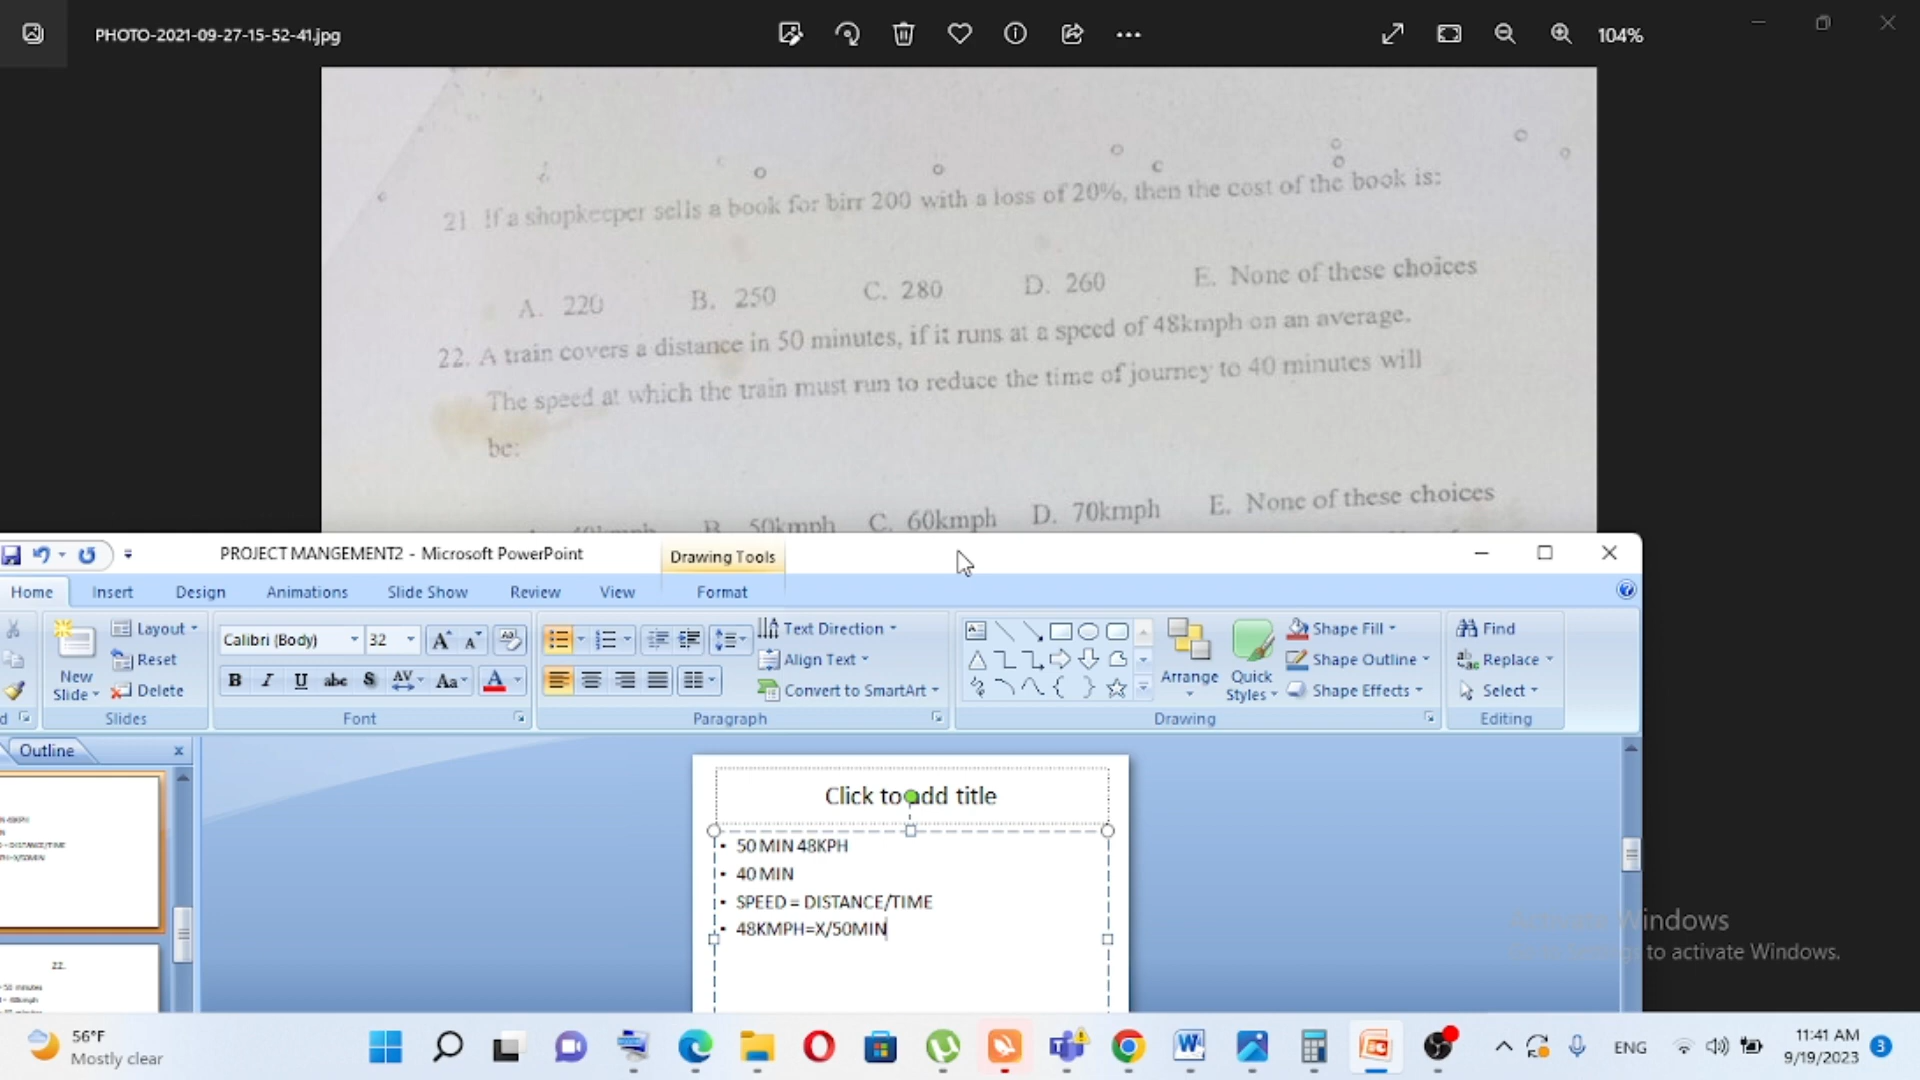 PHOTO-2021-09-27-15-52-41.jpg
104%
21 If a shopkeeper sells a book for birr 200 with a loss of 20%, then the cost of the book is:
A. 220 B. 250 C. 280 D. 260 E. None of these choices
22. A train covers a distance in 50 minutes, if it runs at a speed of 48kmph on an average.
The speed at which the train must run to reduce the time of journey to 40 minutes will
be:
B. 50kmph C. 60kmph D. 70kmph E. None of these choices
PROJECT MANGEMENT2 - Microsoft PowerPoint
Drawing Tools
Home Insert Design Animations Slide Show Review View Format
New Slide
Layout
Reset
Delete
Slides
Calibri (Body) 32
B I U abc S AV Aa A
Font
Text Direction
Align Text
Convert to SmartArt
Paragraph
Arrange
Quick Styles
Shape Fill
Shape Outline
Shape Effects
Drawing
Find
Replace
Select
Editing
Outline
Click to add title
• 50 MIN 48KPH
• 40 MIN
• SPEED = DISTANCE/TIME
• 48KMPH=X/50MIN
22.
Windows
to activate Windows.
56°F
Mostly clear
ENG
11:41 AM
9/19/2023
3